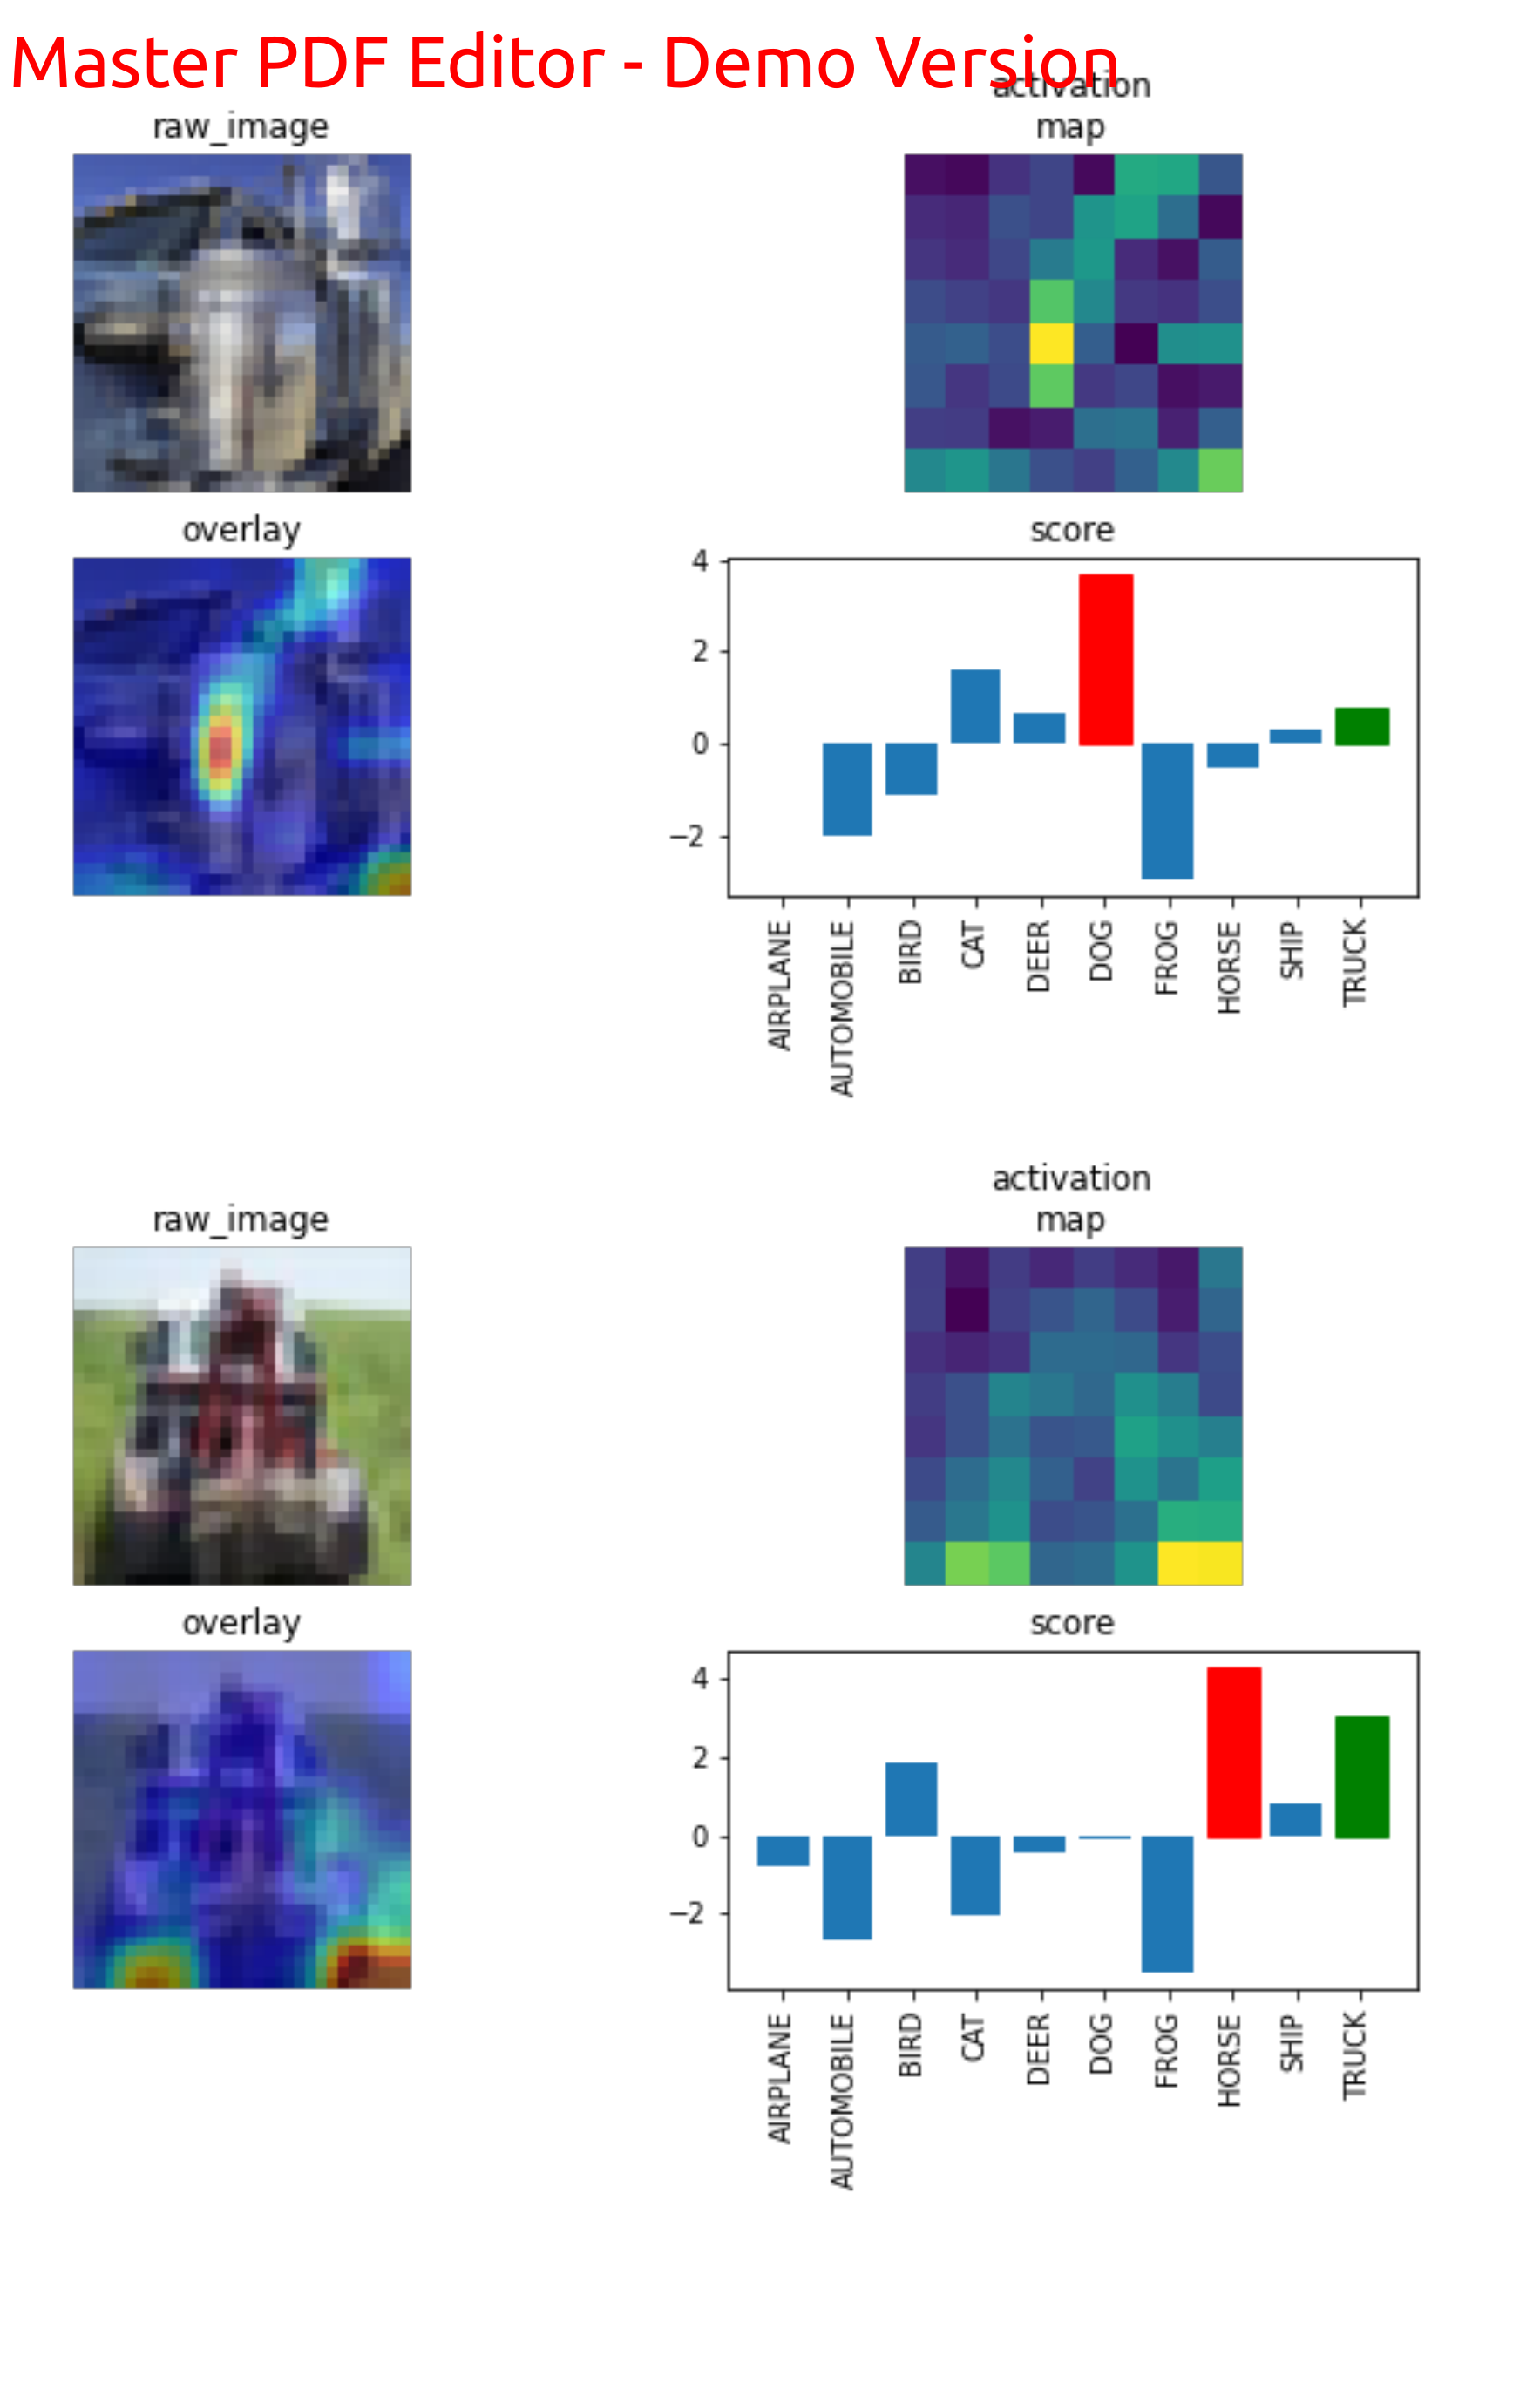 Master PDF Editor - Demo Version
activation
raw_image
map
overlay
score
4
2
0
−2
AIRPLANE
AUTOMOBILE
BIRD
CAT
DEER
DOG
FROG
HORSE
SHIP
TRUCK
activation
raw_image
map
overlay
score
4
2
0
−2
AIRPLANE
AUTOMOBILE
BIRD
CAT
DEER
DOG
FROG
HORSE
SHIP
TRUCK